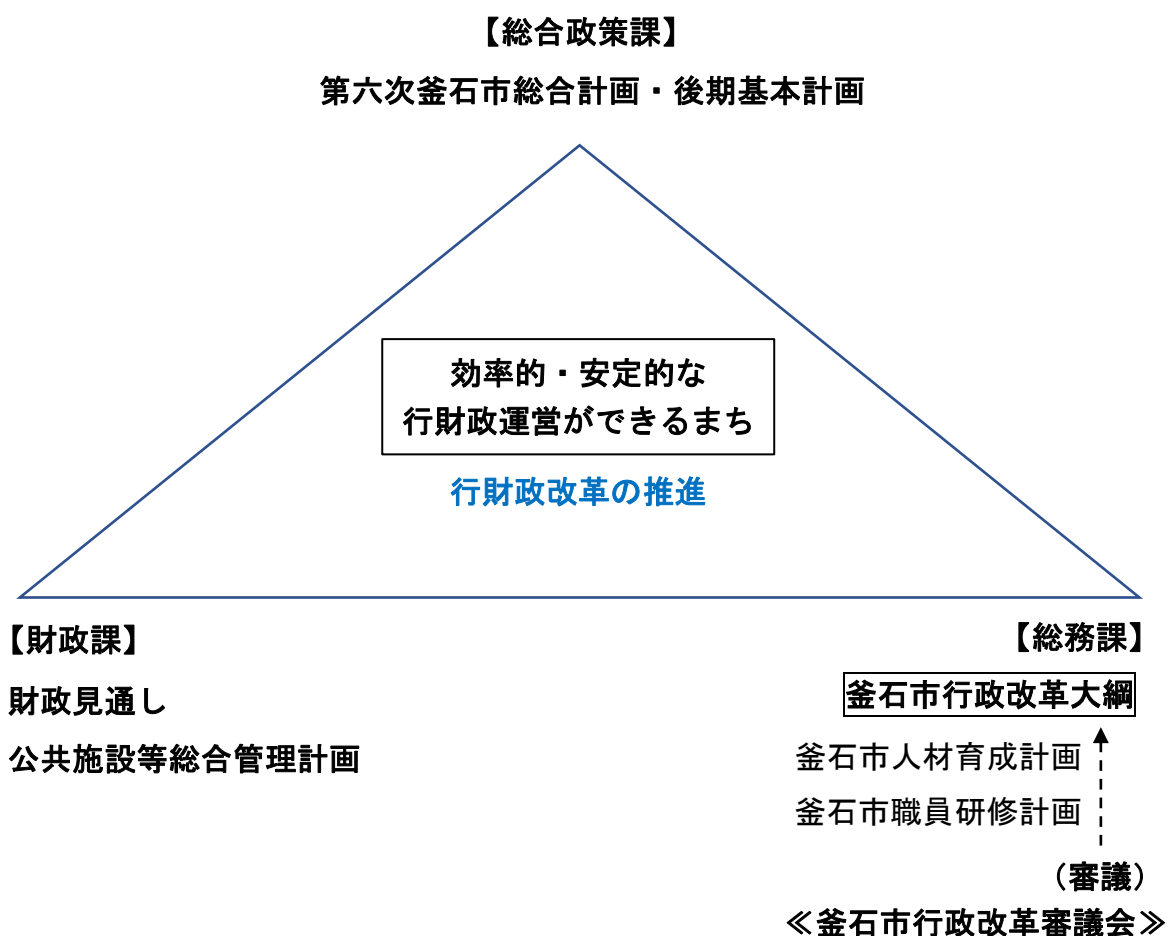 【総合政策課】
第六次釜石市総合計画・後期基本計画
効率的・安定的な
行財政運営ができるまち
行財政改革の推進
【財政課】
財政見通し
公共施設等総合管理計画
【総務課】
釜石市行政改革大綱
釜石市人材育成計画
釜石市職員研修計画
（審議）
≪釜石市行政改革審議会≫